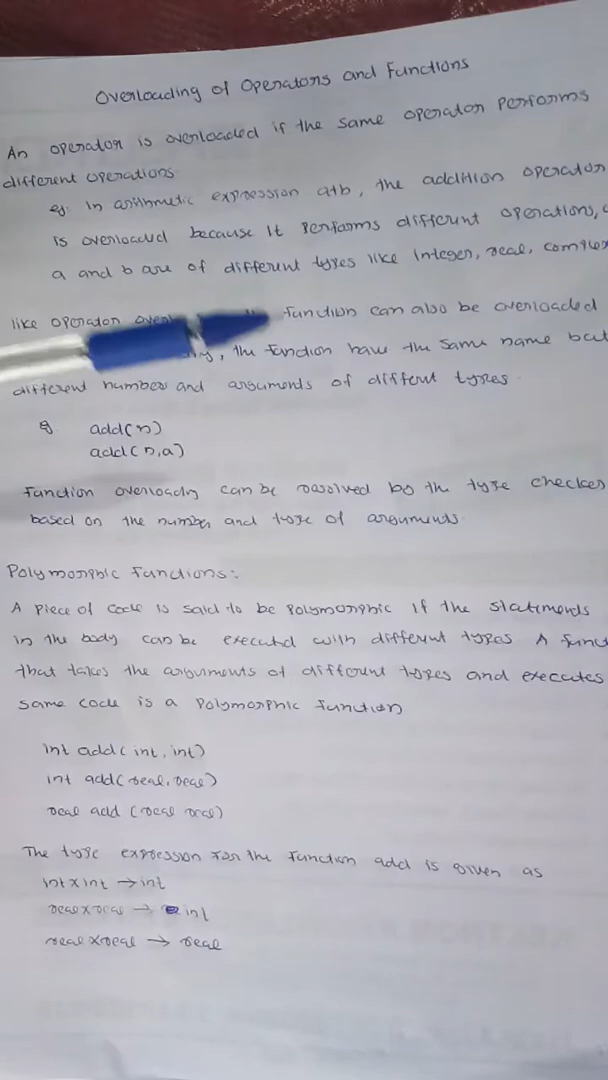 Overloading of Operators and Functions
An operator is overloaded if the same operator performs
different operations.
eg: In arithmetic expression a+b, the addition operator
is overloaded because it performs different operations,
a and b are of different types like Integer, real, complex
like operator function can also be overloaded
the function have the same name but
different number and arguments of different types.
add(n)
add(n,a)
Function overloading can be resolved by the type checker
based on the number and type of arguments.
Polymorphic Functions:
A piece of code is said to be polymorphic if the statements
in the body can be executed with different types A func
that takes the arguments of different types and executes
same code is a polymorphic function
int add(int, int)
int add(real, real)
real add (real real)
The type expression for the function add is given as
int x int → int
real x real → int
real x real → real